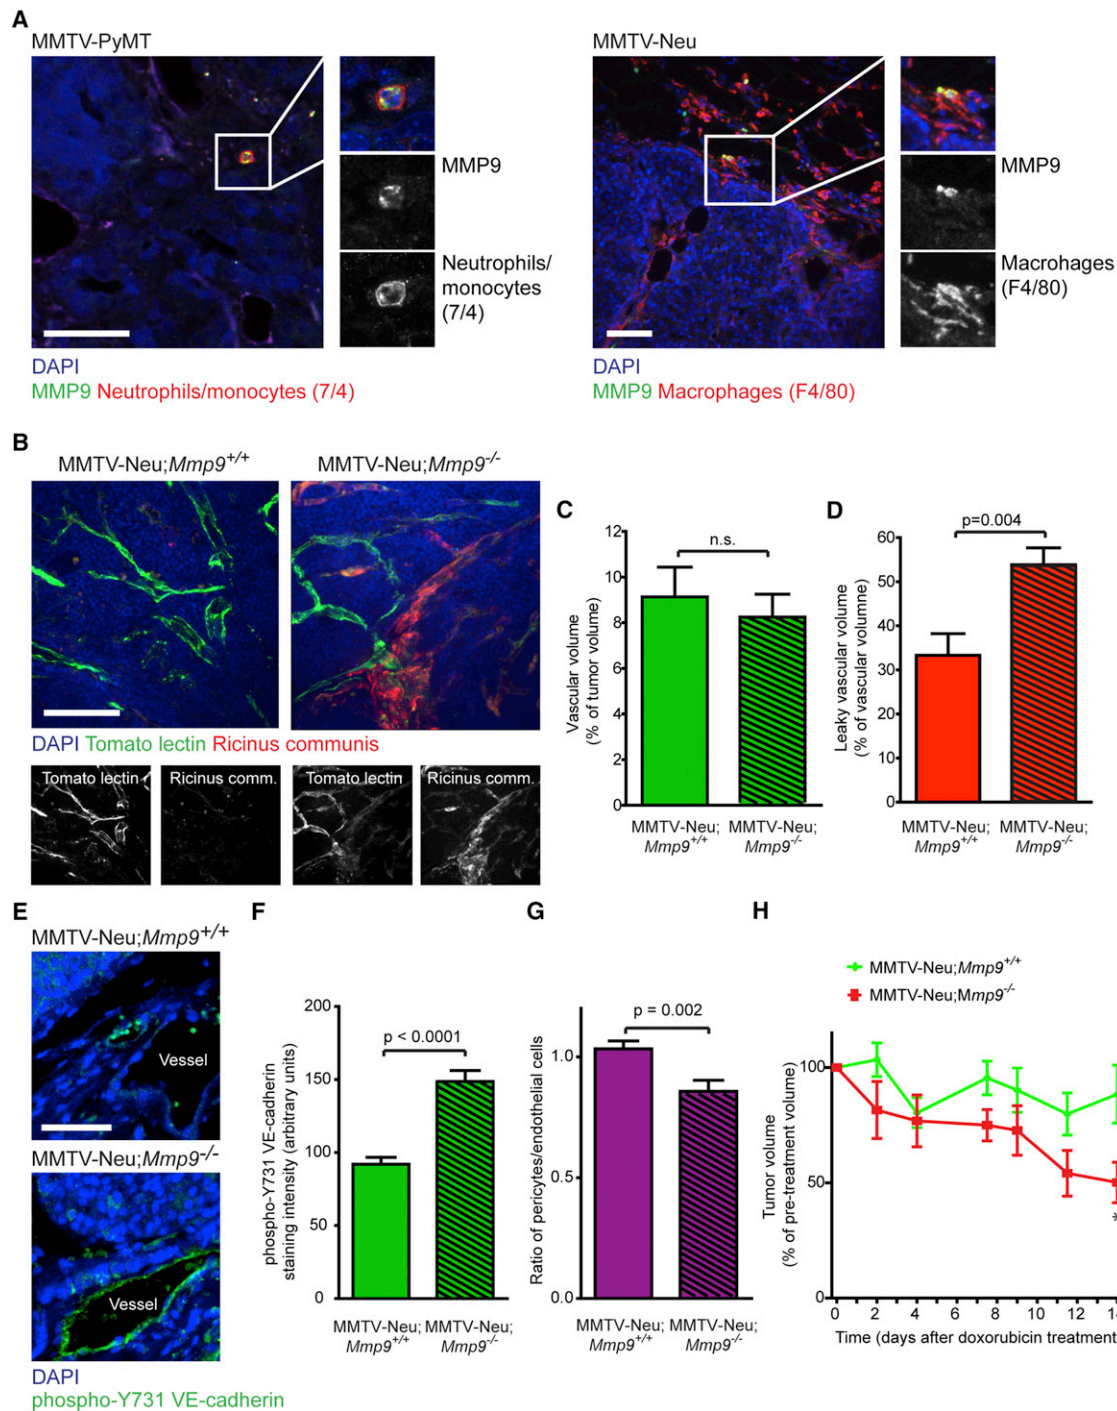 A
MMTV-PyMT
MMP9
Neutrophils/
monocytes
(7/4)
DAPI
MMP9 Neutrophils/monocytes (7/4)
MMTV-Neu
MMP9
Macrohages
(F4/80)
DAPI
MMP9 Macrophages (F4/80)
B
MMTV-Neu;Mmp9+/+
MMTV-Neu;Mmp9-/-
DAPI Tomato lectin Ricinus communis
Tomato lectin
Ricinus comm.
Tomato lectin
Ricinus comm.
C
Vascular volume
(% of tumor volume)
12
10
8
6
4
2
0
n.s.
MMTV-Neu;
Mmp9+/+
MMTV-Neu;
Mmp9-/-
D
Leaky vascular volume
(% of vascular volumne)
60
50
40
30
20
10
0
p=0.004
MMTV-Neu;
Mmp9+/+
MMTV-Neu;
Mmp9-/-
E
MMTV-Neu;Mmp9+/+
Vessel
MMTV-Neu;Mmp9-/-
Vessel
DAPI
phospho-Y731 VE-cadherin
F
phospho-Y731 VE-cadherin
staining intensity (arbitrary units)
200
150
100
50
0
p < 0.0001
MMTV-Neu;
Mmp9+/+
MMTV-Neu;
Mmp9-/-
G
Ratio of pericytes/endothelial cells
1.0
0.5
0.0
p = 0.002
MMTV-Neu;
Mmp9+/+
MMTV-Neu;
Mmp9-/-
H
MMTV-Neu;Mmp9+/+
MMTV-Neu;Mmp9-/-
Tumor volume
(% of pre-treatment volume)
100
50
*
0 2 4 6 8 10 12 14
Time (days after doxorubicin treatment